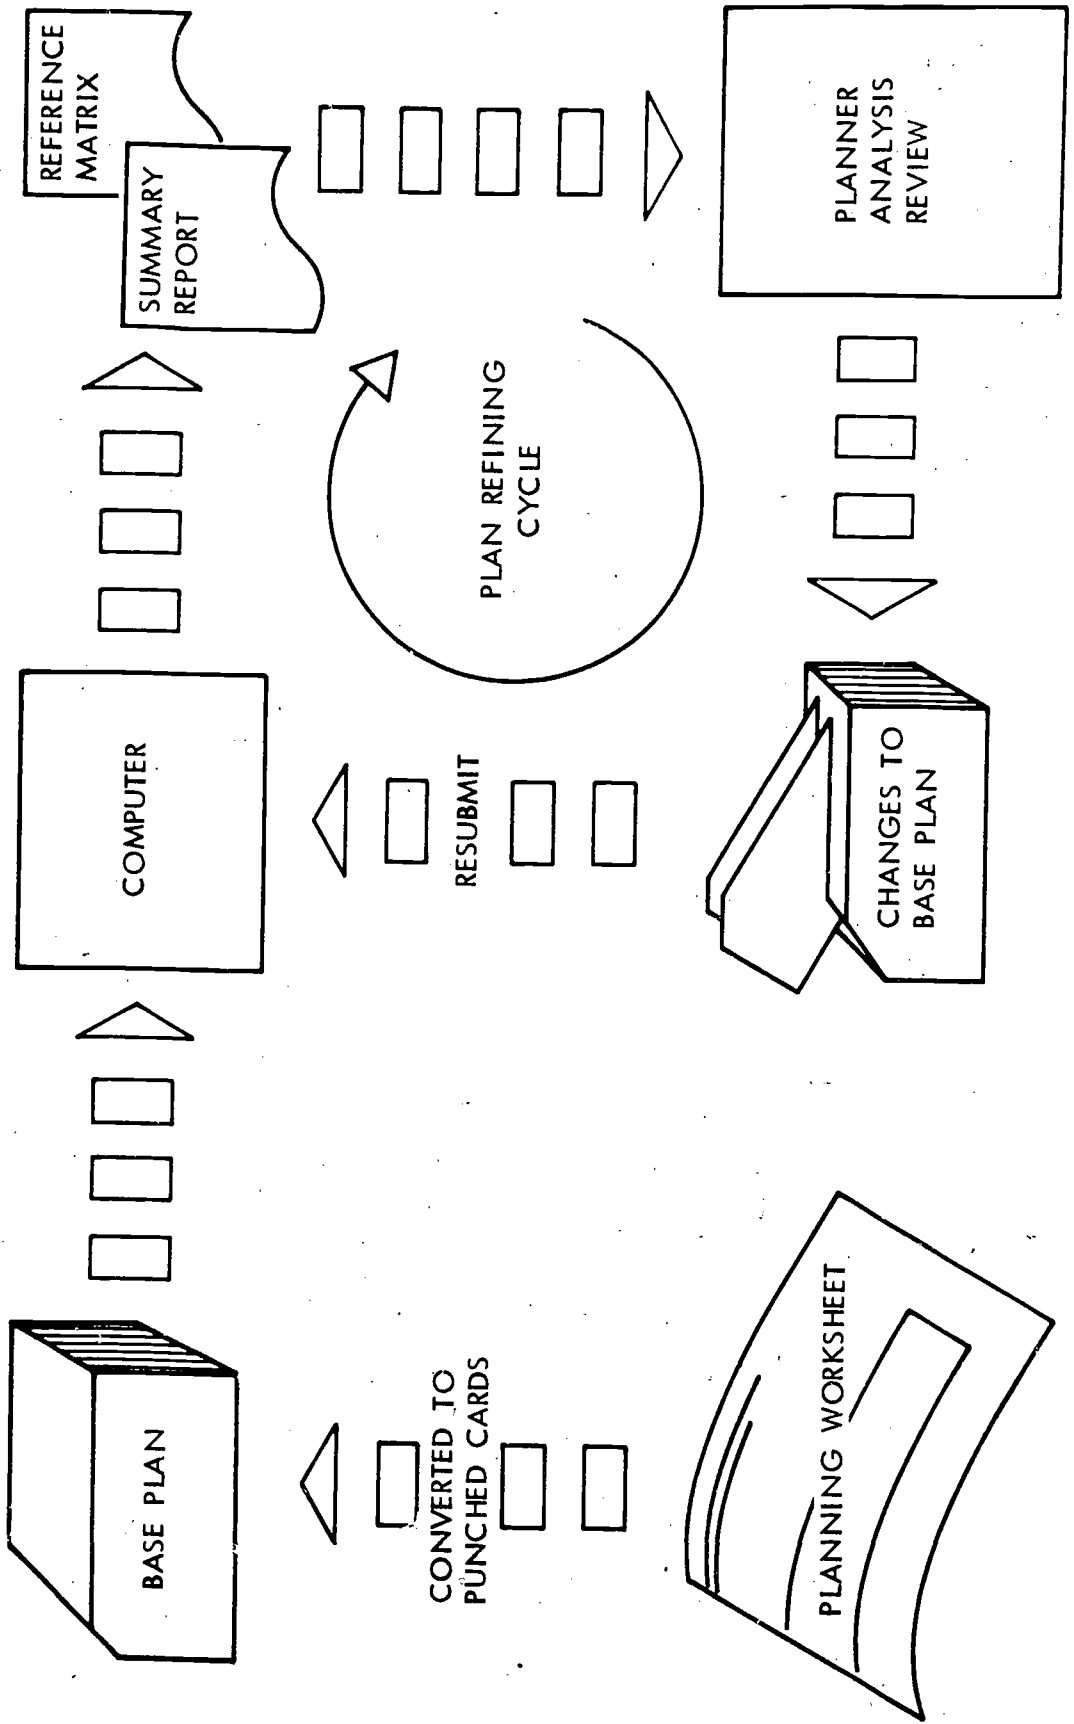 BASE PLAN
COMPUTER
REFERENCE
MATRIX
SUMMARY
REPORT
CONVERTED TO
PUNCHED CARDS
RESUBMIT
PLAN REFINING
CYCLE
PLANNING WORKSHEET
CHANGES TO
BASE PLAN
PLANNER
ANALYSIS
REVIEW